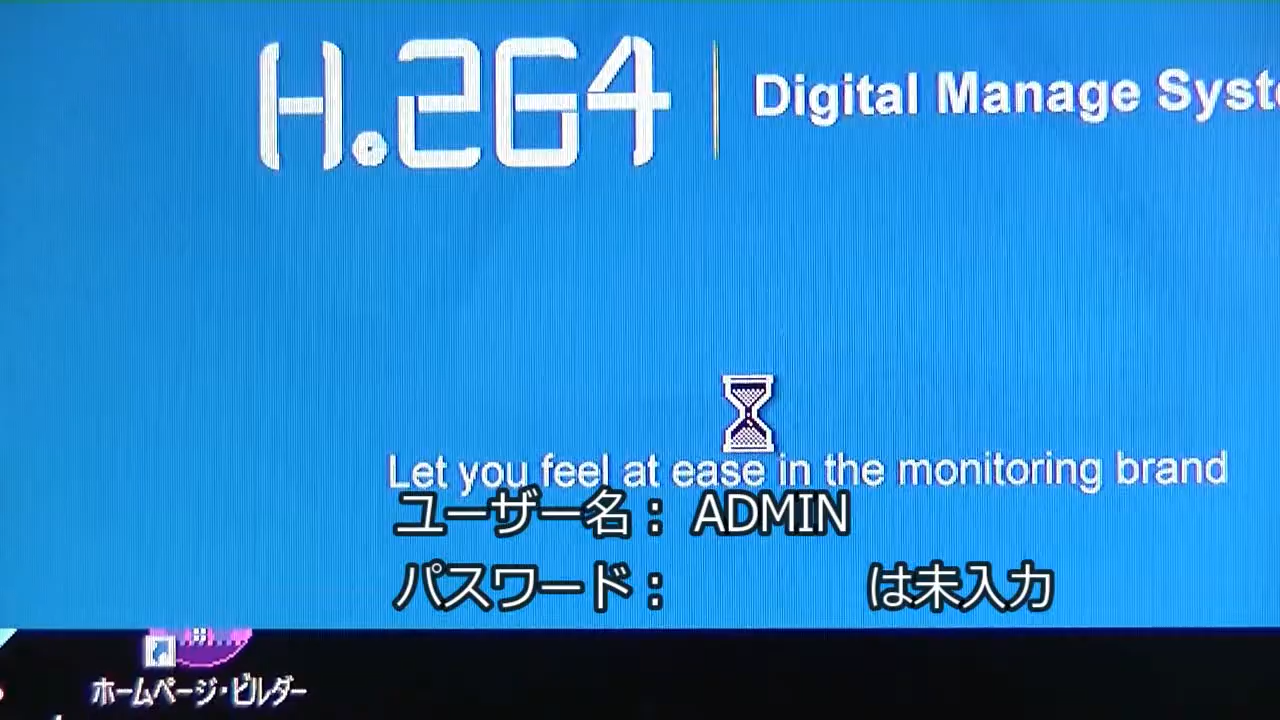 H.264
Digital Manage Syste
Let you feel at ease in the monitoring brand
ユーザー名： ADMIN
パスワード：　　　　は未入力
ホームページ・ビルダー